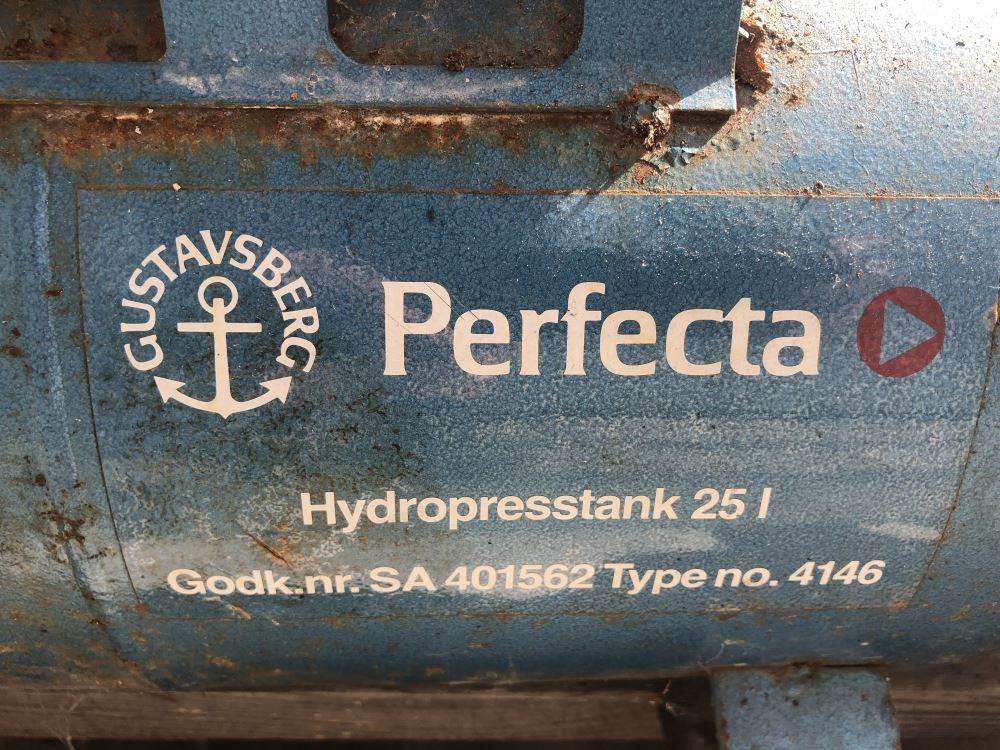 GUSTAVSBERG
Perfecta
Hydropresstank 25 l
Godk.nr. SA 401562 Type no. 4146